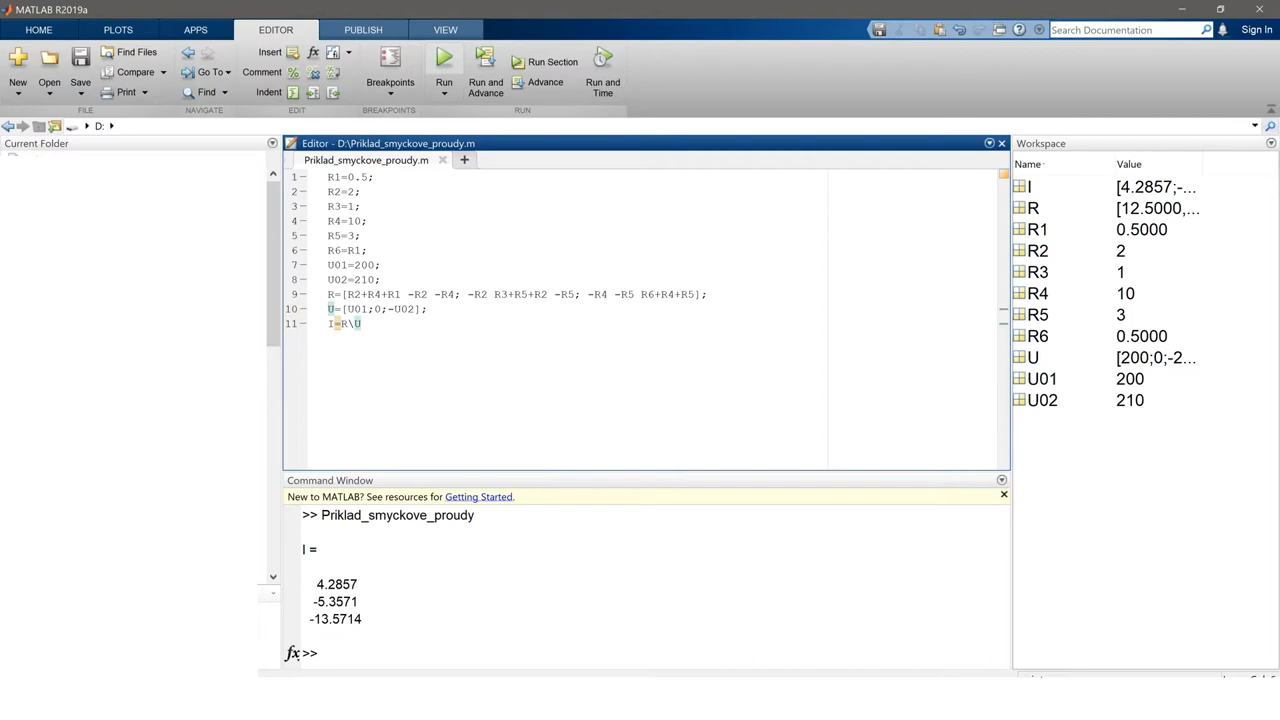 MATLAB R2019a
HOME PLOTS APPS EDITOR PUBLISH VIEW Search Documentation Sign In
New Open Save Find Files Compare Print Go To Find Insert Comment Indent fx Breakpoints Run Run and Advance Run Section Advance Run and Time
FILE NAVIGATE EDIT BREAKPOINTS RUN
D:
Current Folder
Editor - D:\Priklad_smyckove_proudy.m
Workspace
Priklad_smyckove_proudy.m
Name Value
1 R1=0.5;
2 R2=2;
3 R3=1;
4 R4=10;
5 R5=3;
6 R6=R1;
7 U01=200;
8 U02=210;
9 R=[R2+R4+R1 -R2 -R4; -R2 R3+R5+R2 -R5; -R4 -R5 R6+R4+R5];
10 U=[U01;0;-U02];
11 I=R\U
I [4.2857;-...
R [12.5000,...
R1 0.5000
R2 2
R3 1
R4 10
R5 3
R6 0.5000
U [200;0;-2...
U01 200
U02 210
Command Window
New to MATLAB? See resources for Getting Started.
>> Priklad_smyckove_proudy
I =
4.2857
-5.3571
-13.5714
fx >>